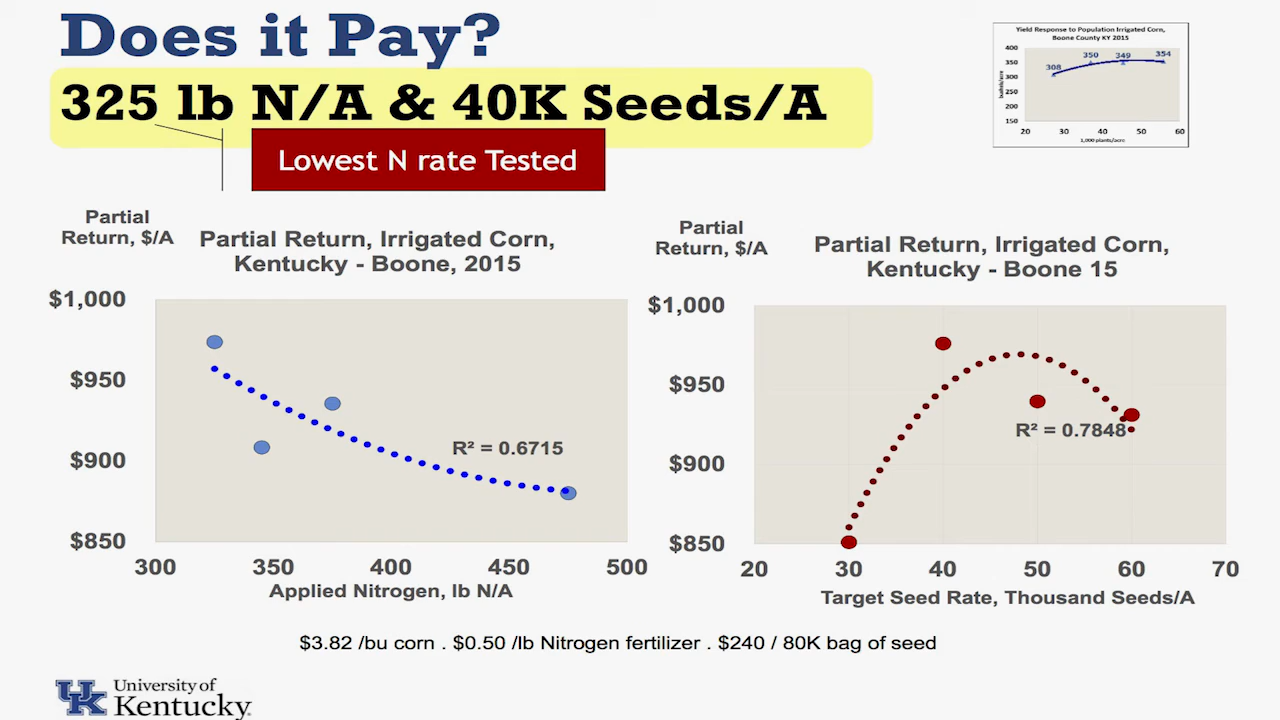 Does it Pay?
325 lb N/A & 40K Seeds/A
Lowest N rate Tested
Yield Response to Population Irrigated Corn,
Boone County KY 2015
400
350
300
250
200
150
bushels/acre
308
350
349
354
20
30
40
50
60
1,000 plants/acre
Partial
Return, $/A
Partial Return, Irrigated Corn,
Kentucky - Boone, 2015
$1,000
$950
$900
$850
R² = 0.6715
300
350
400
450
500
Applied Nitrogen, lb N/A
Partial
Return, $/A
Partial Return, Irrigated Corn,
Kentucky - Boone 15
$1,000
$950
$900
$850
R² = 0.7848
20
30
40
50
60
70
Target Seed Rate, Thousand Seeds/A
$3.82 /bu corn . $0.50 /lb Nitrogen fertilizer . $240 / 80K bag of seed
UK
University of
Kentucky.